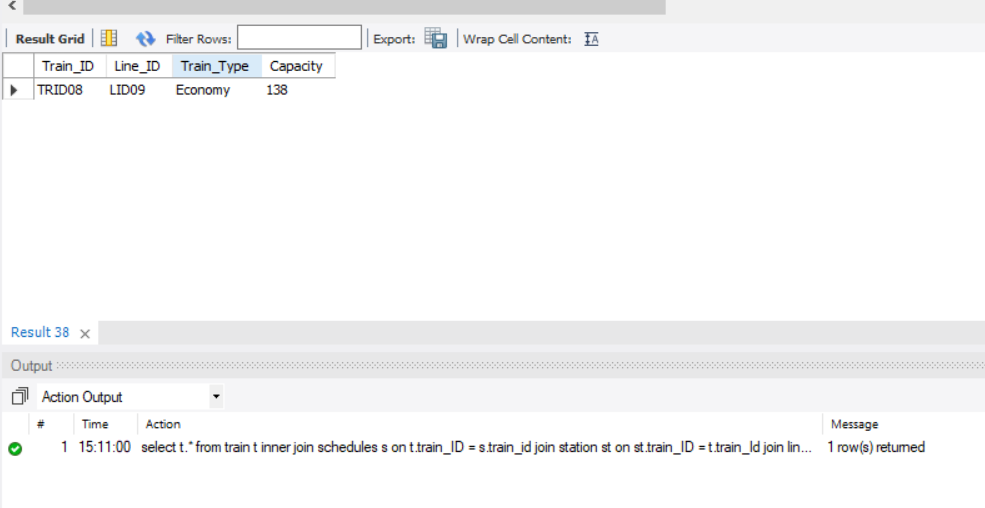 Result Grid Filter Rows: Export: Wrap Cell Content:
Train_ID Line_ID Train_Type Capacity
TRID08 LID09 Economy 138
Result 38
Output
Action Output
# Time Action Message
1 15:11:00 select t.* from train t inner join schedules s on t.train_ID = s.train_id join station st on st.train_ID = t.train_Id join lin... 1 row(s) returned